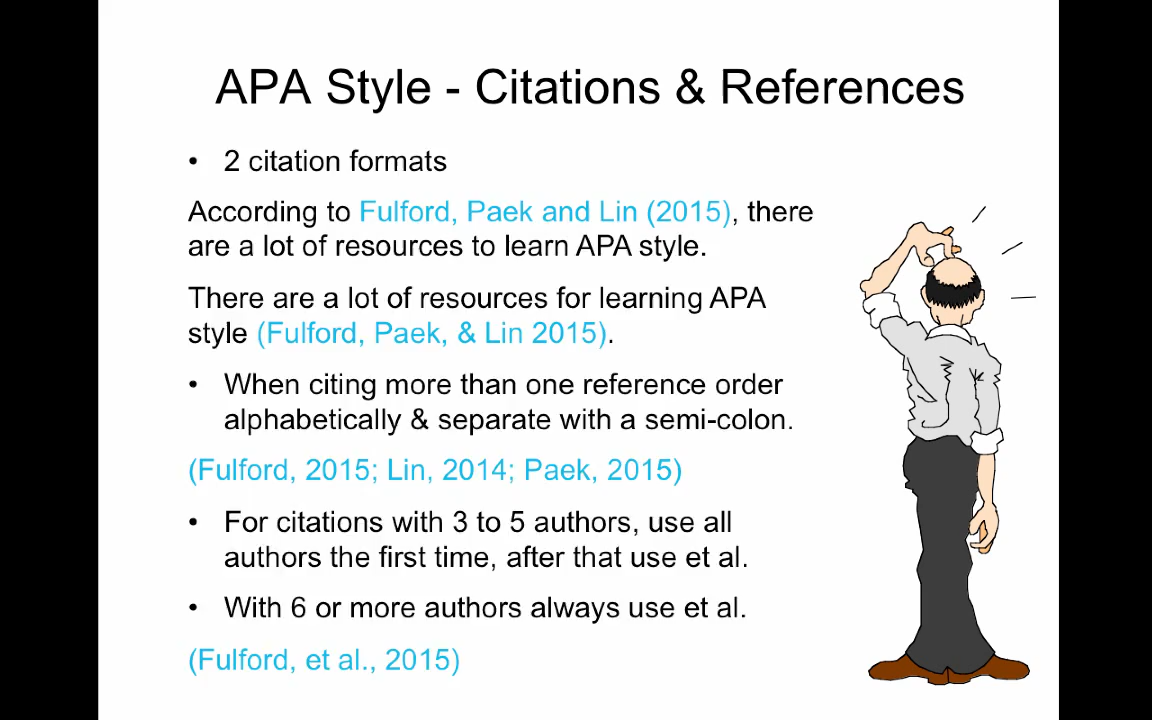 APA Style - Citations & References
• 2 citation formats
According to Fulford, Paek and Lin (2015), there
are a lot of resources to learn APA style.
There are a lot of resources for learning APA
style (Fulford, Paek, & Lin 2015).
• When citing more than one reference order
alphabetically & separate with a semi-colon.
(Fulford, 2015; Lin, 2014; Paek, 2015)
• For citations with 3 to 5 authors, use all
authors the first time, after that use et al.
• With 6 or more authors always use et al.
(Fulford, et al., 2015)